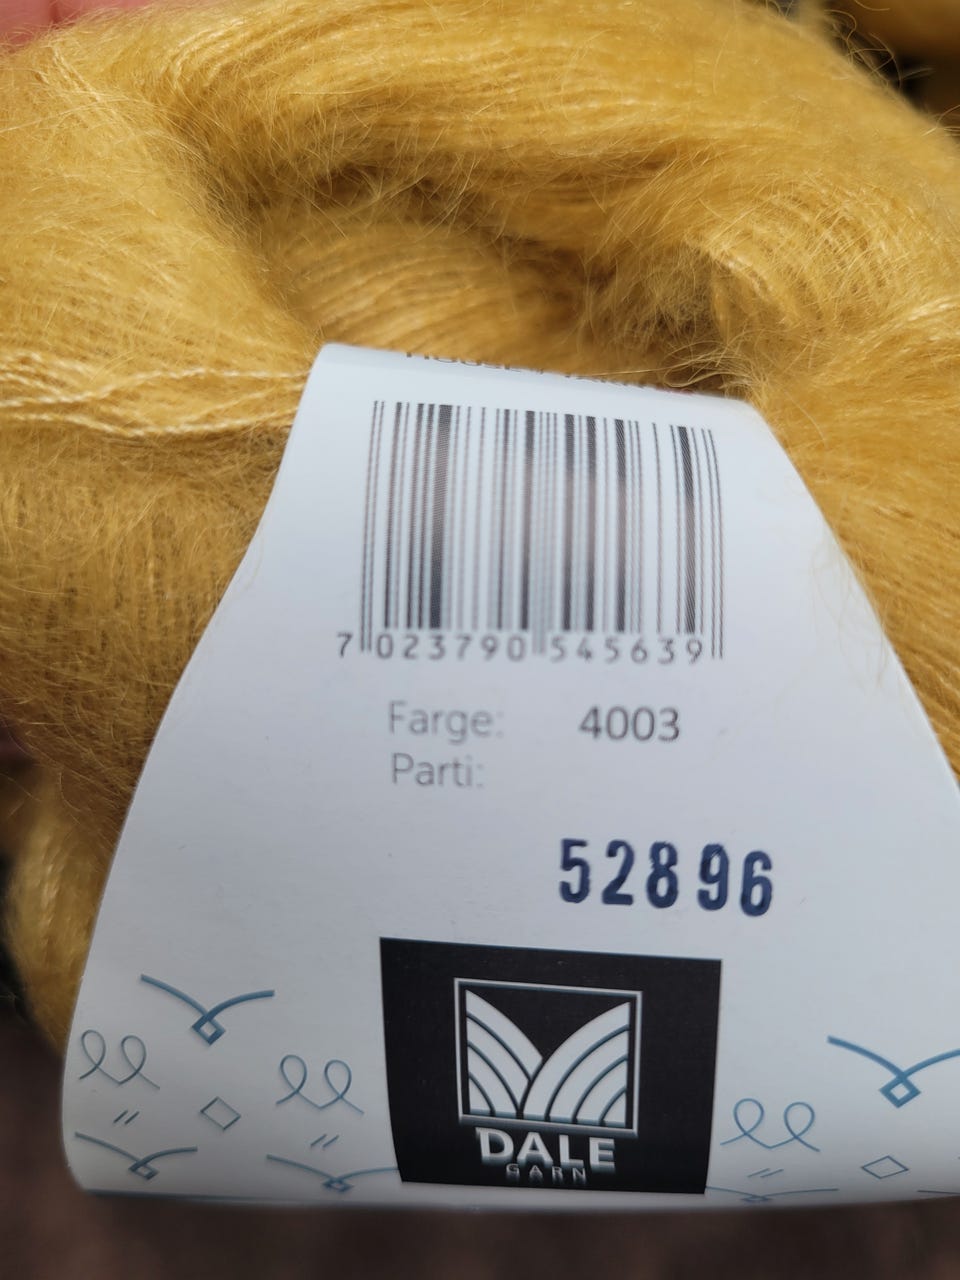 7 023790 545639
Farge: 4003
Parti:
52896
DALE
GARN